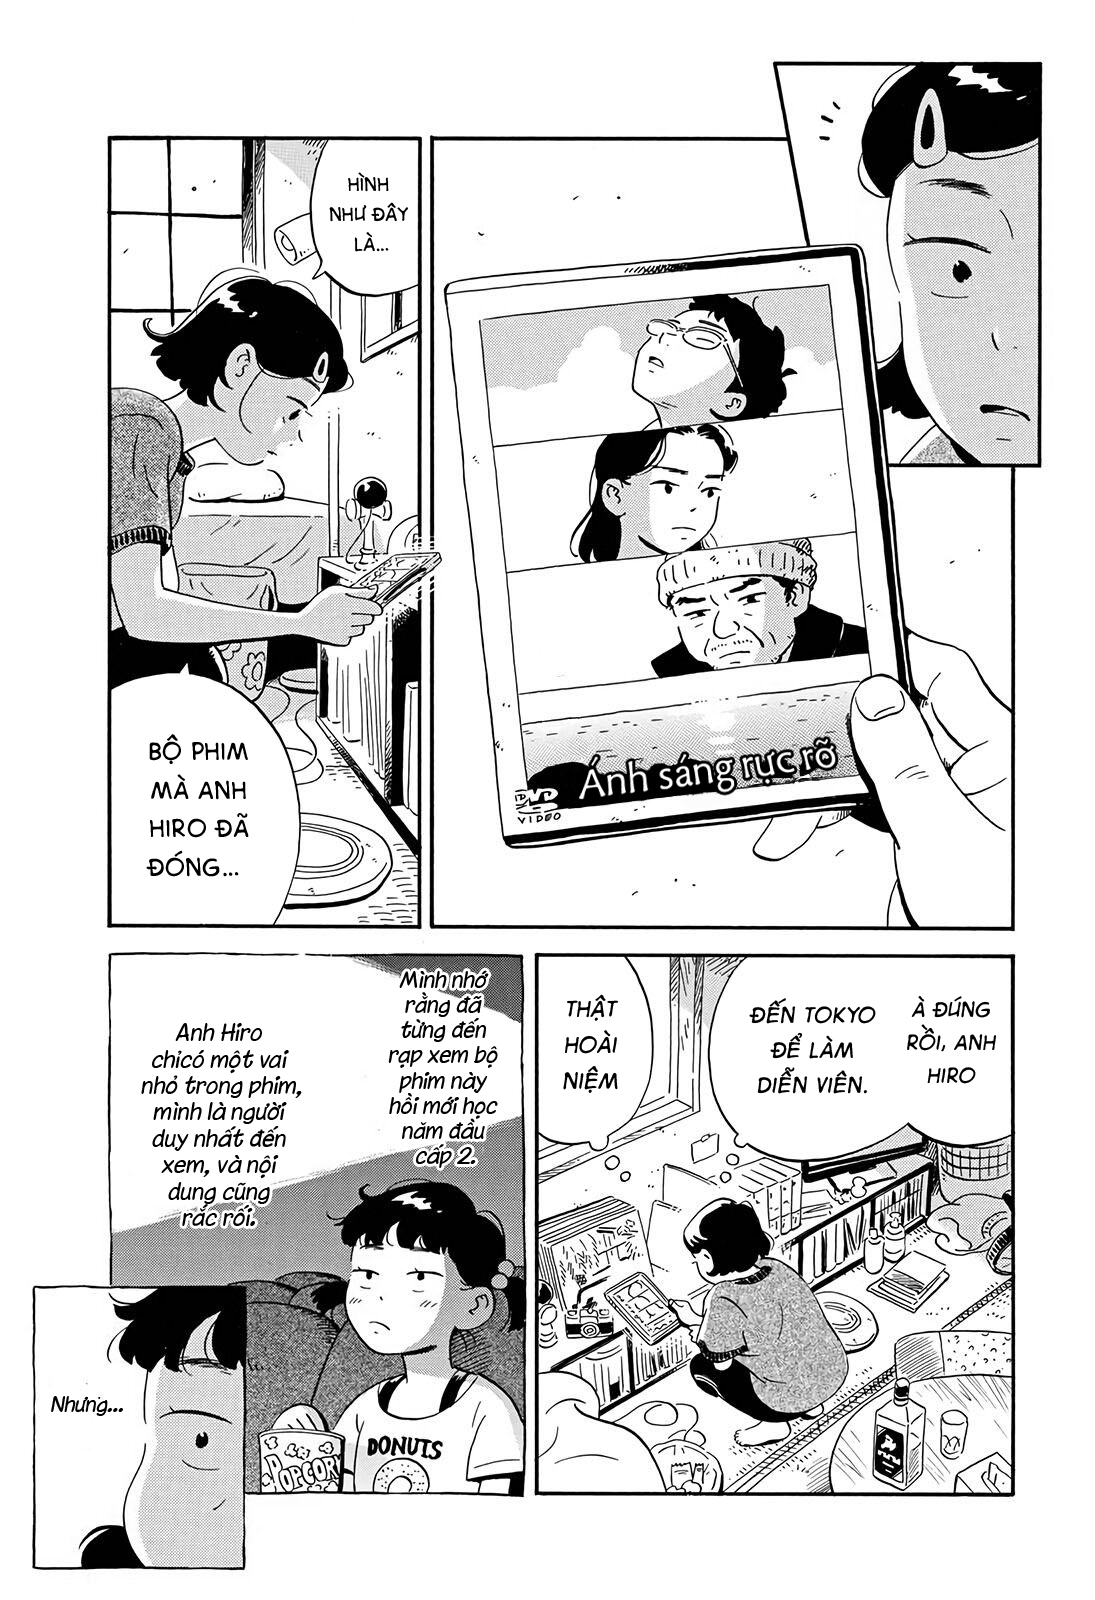 Ánh sáng rực rỡ
DVD
VIDEO
HÌNH
NHƯ ĐÂY
LÀ...
BỘ PHIM
MÀ ANH
HIRO ĐÃ
ĐÓNG...
À ĐÚNG
RỒI, ANH
HIRO
ĐẾN TOKYO
ĐỂ LÀM
DIỄN VIÊN.
THẬT
HOÀI
NIỆM
Mình nhớ
rằng đã
từng đến
rạp xem bộ
phim này
hồi mới học
năm đầu
cấp 2.
Anh Hiro
chicó một vai
nhỏ trong phim,
mình là người
duy nhất đến
xem, và nội
dung cũng
rắc rối.
DONUTS
POPCORN
Nhưng...